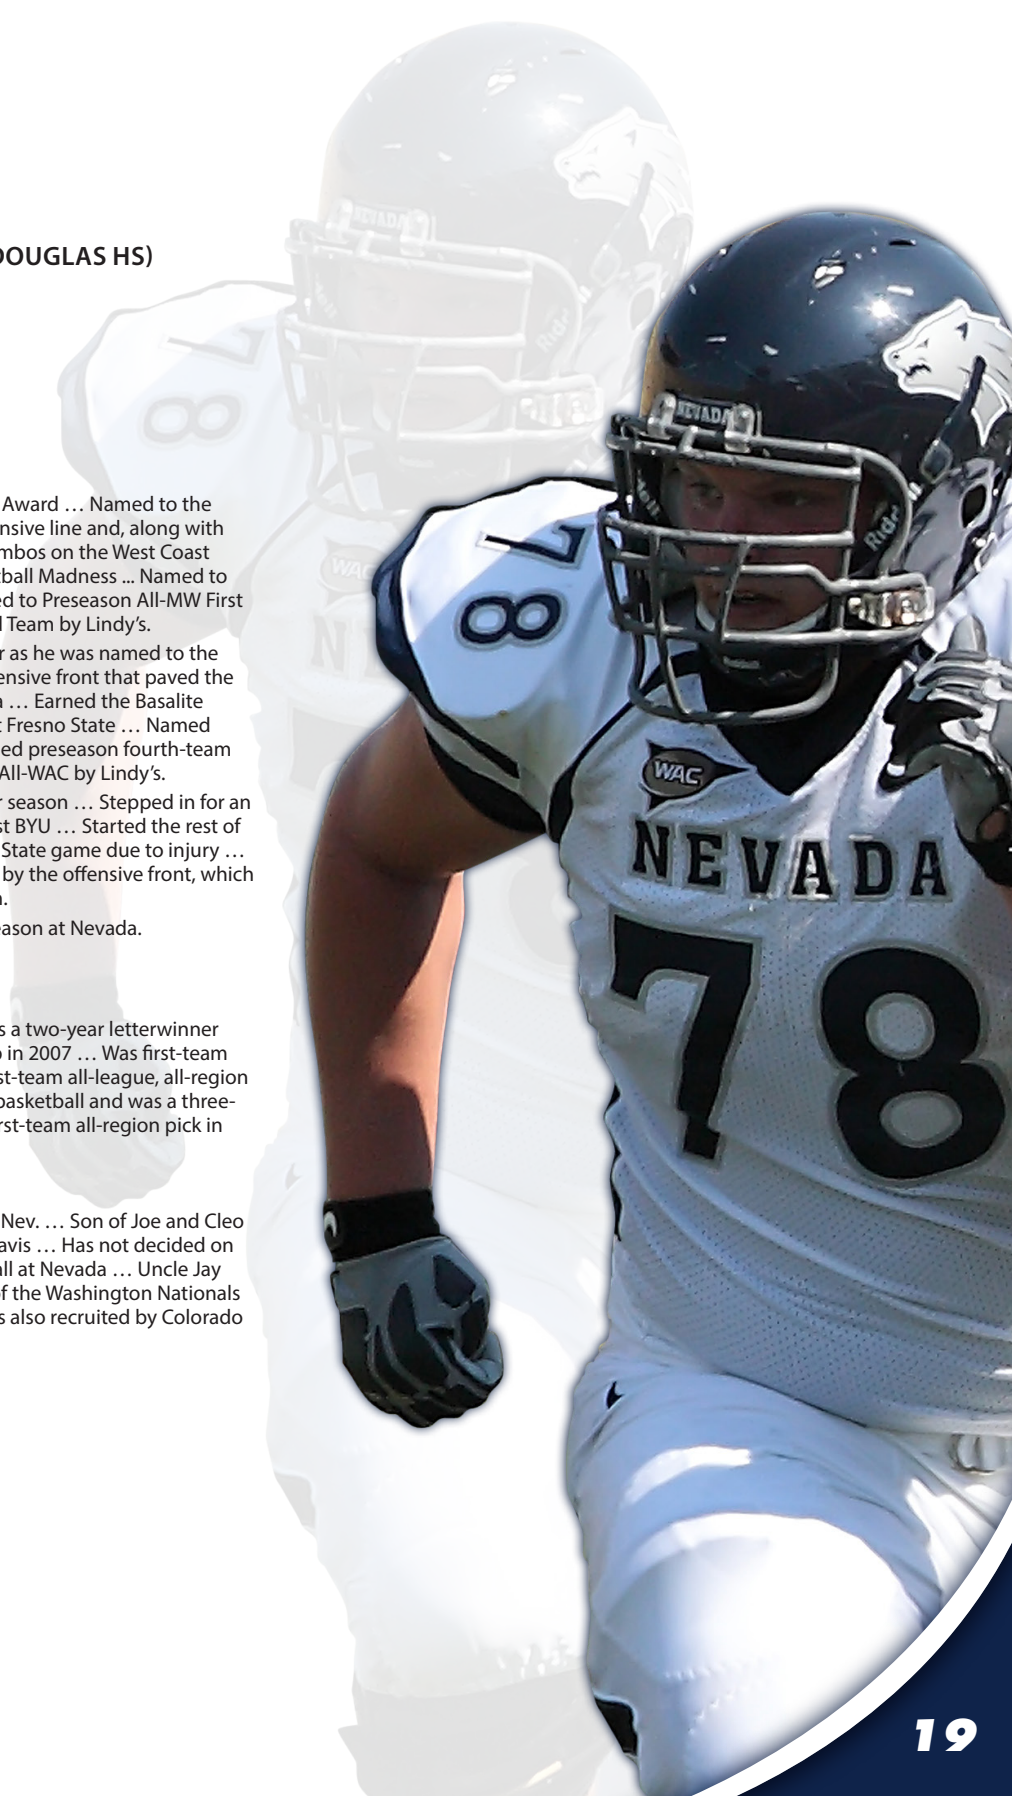 DOUGLAS HS)
Award … Named to the
nsive line and, along with
mbos on the West Coast
ball Madness ... Named to
ed to Preseason All-MW First
Team by Lindy’s.
r as he was named to the
ensive front that paved the
… Earned the Basalite
Fresno State … Named
ed preseason fourth-team
All-WAC by Lindy’s.
r season … Stepped in for an
st BYU … Started the rest of
State game due to injury …
by the offensive front, which
eason at Nevada.
s a two-year letterwinner
o in 2007 … Was first-team
st-team all-league, all-region
basketball and was a three-
rst-team all-region pick in
Nev. … Son of Joe and Cleo
avis … Has not decided on
all at Nevada … Uncle Jay
of the Washington Nationals
s also recruited by Colorado
NEVADA
Ridd
78
WAC
NEVADA
78
19